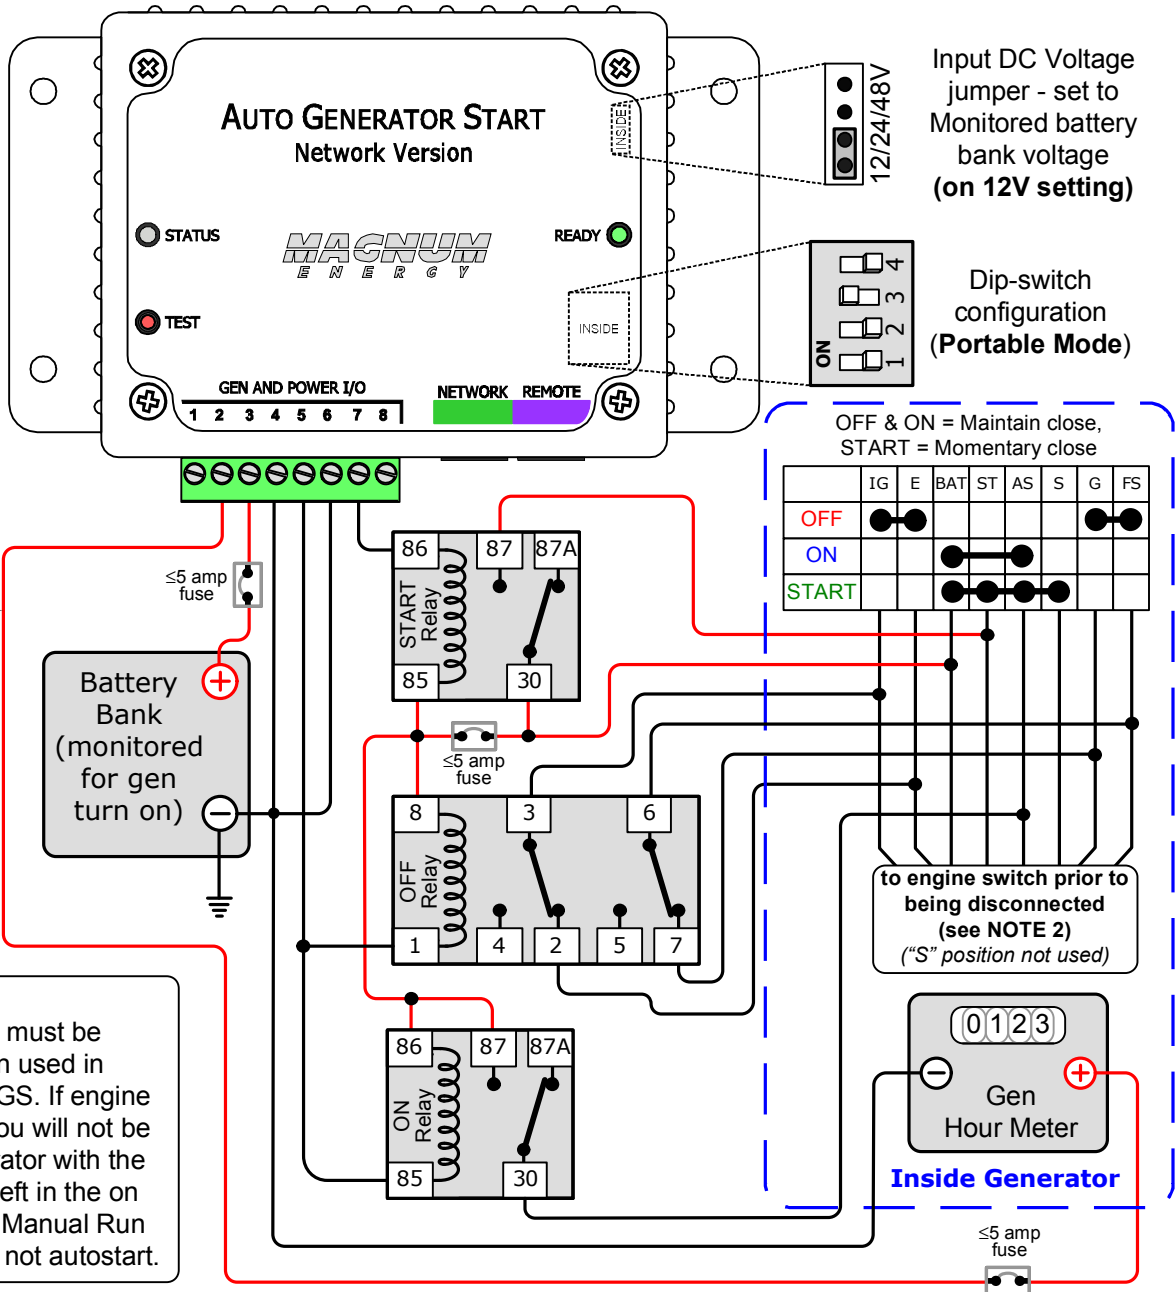 AUTO GENERATOR START
Network Version
STATUS
MAGNUM
ENERGY
READY
TEST
INSIDE
INSIDE
GEN AND POWER I/O
1 2 3 4 5 6 7 8
NETWORK REMOTE
12/24/48V
Input DC Voltage
jumper - set to
Monitored battery
bank voltage
(on 12V setting)
4
3
2
1
ON
Dip-switch
configuration
(Portable Mode)
OFF & ON = Maintain close,
START = Momentary close
IG E BAT ST AS S G FS
OFF
ON
START
≤5 amp
fuse
Battery
Bank
(monitored
for gen
turn on)
86 87 87A
START
Relay
85 30
≤5 amp
fuse
8 3 6
OFF
Relay
1 4 2 5 7
86 87 87A
ON
Relay
85 30
to engine switch prior to
being disconnected
(see NOTE 2)
("S" position not used)
0123
Gen
Hour Meter
Inside Generator
≤5 amp
fuse
must be
n used in
GS. If engine
ou will not be
rator with the
eft in the on
Manual Run
not autostart.